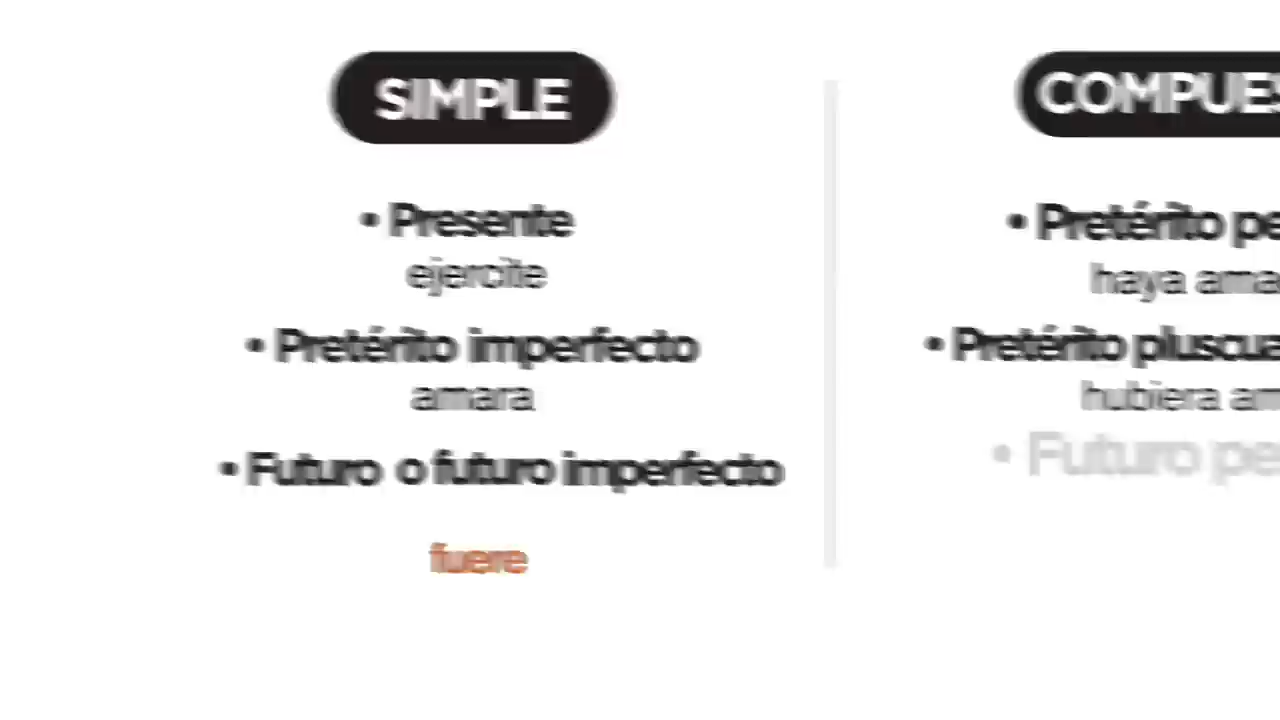 SIMPLE
• Presente
ejercite
• Pretérito imperfecto
amara
• Futuro o futuro imperfecto
fuere
COMPUES
• Pretérito pe
haya ama
• Pretérito pluscua
hubiera am
• Futuro pe